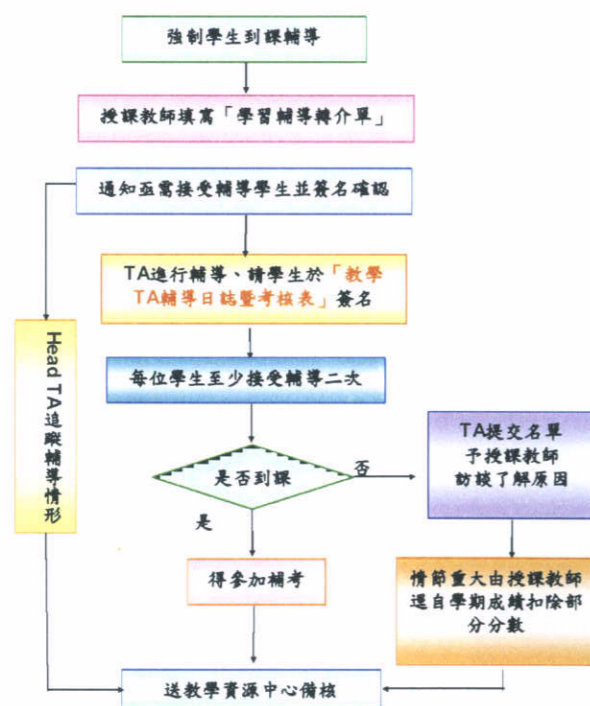 強制學生到課輔導
授課教師填寫「學習輔導轉介單」
通知亟需接受輔導學生並簽名確認
TA進行輔導、請學生於「教學
TA輔導日誌暨考核表」簽名
Head TA追蹤輔導情形
每位學生至少接受輔導二次
是否到課
否
TA提交名單
予授課教師
訪談了解原因
是
得參加補考
情節重大由授課教師
逕自學期成績扣除部
分分數
送教學資源中心備核